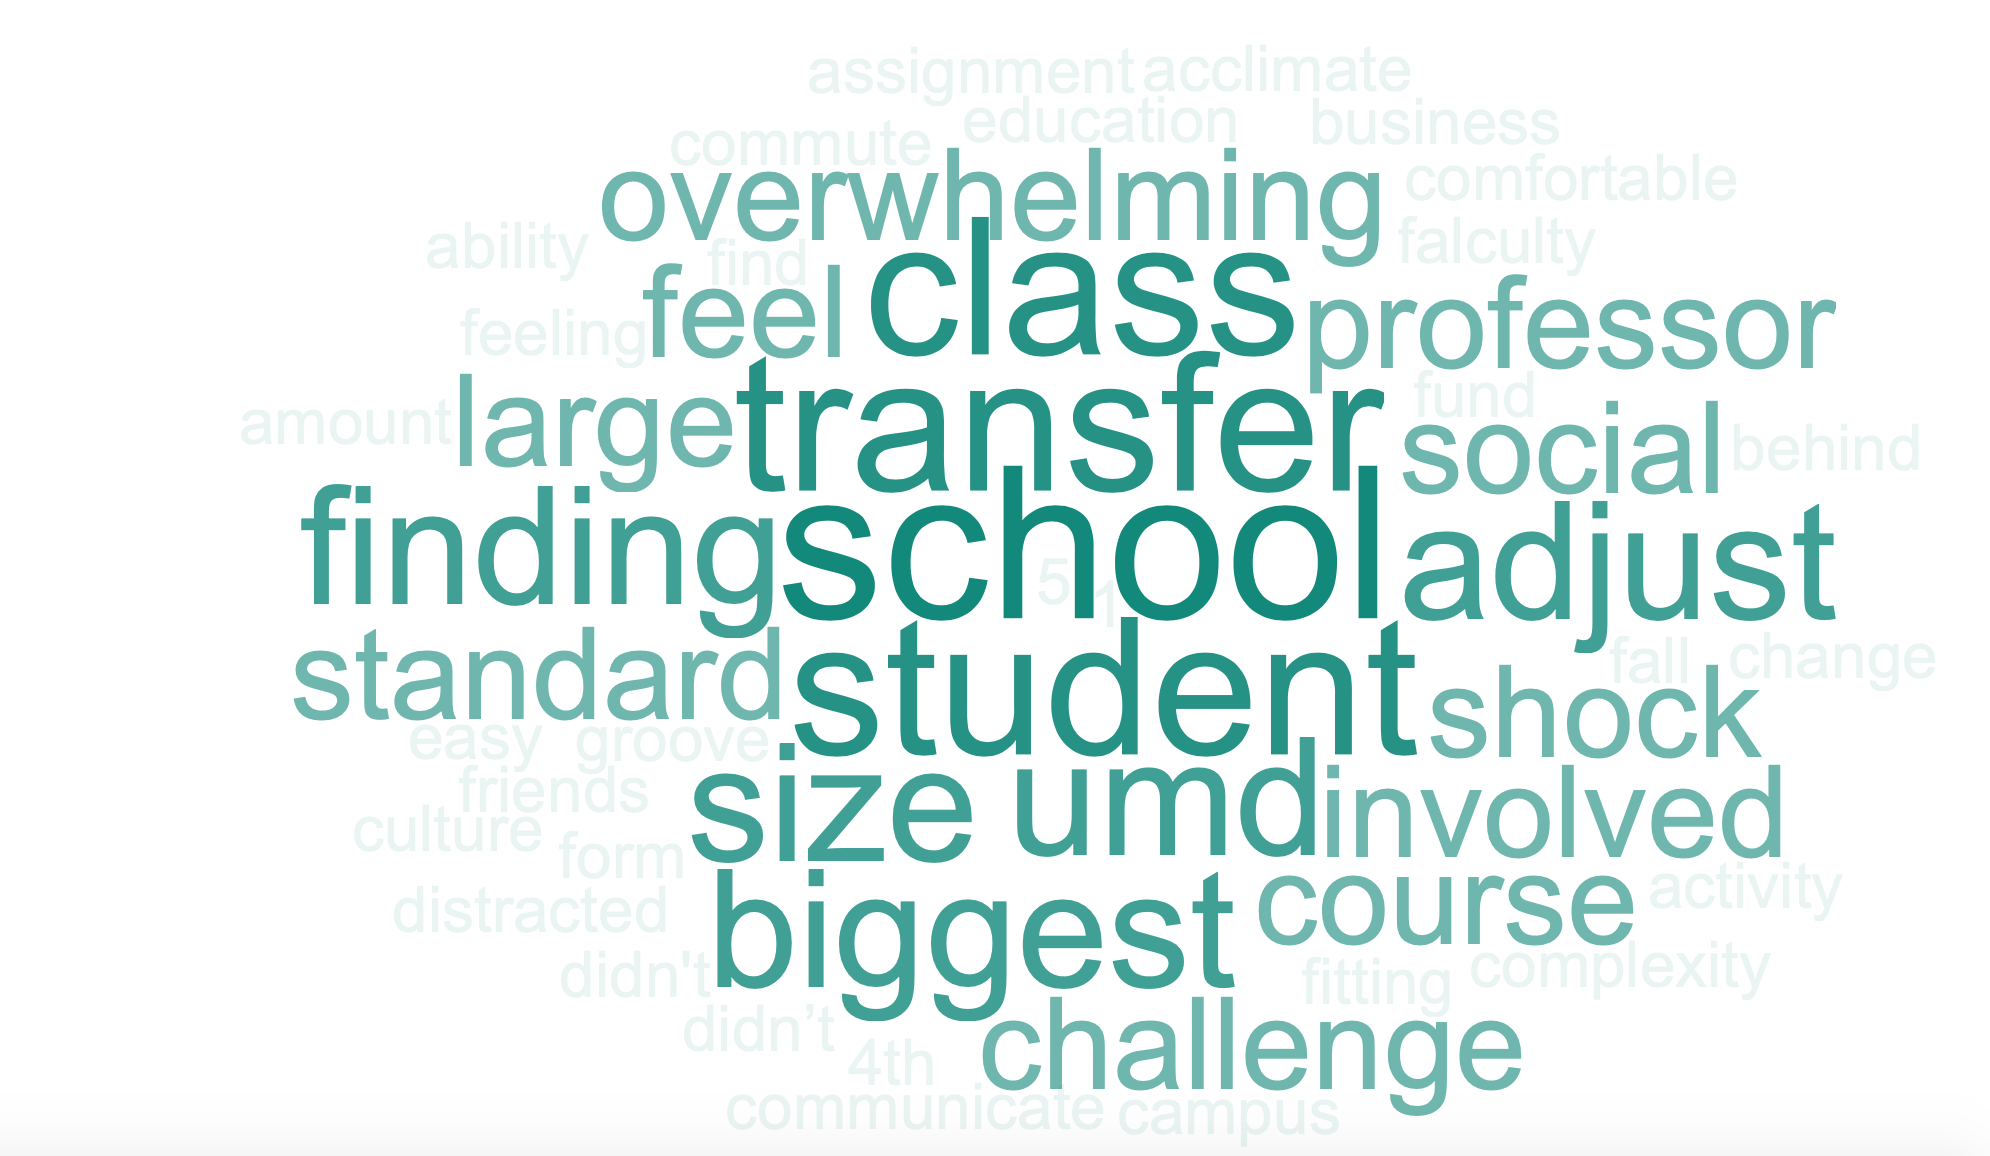 assignment acclimate
commute education business
overwhelming comfortable
ability find class falculty
feeling feel professor
amount large transfer fund social behind
finding school adjust
5 1
standard student fall change
easy groove shock
friends size umd involved
culture form
distracted biggest course activity
didn't fitting complexity
didn’t 4th challenge
communicate campus